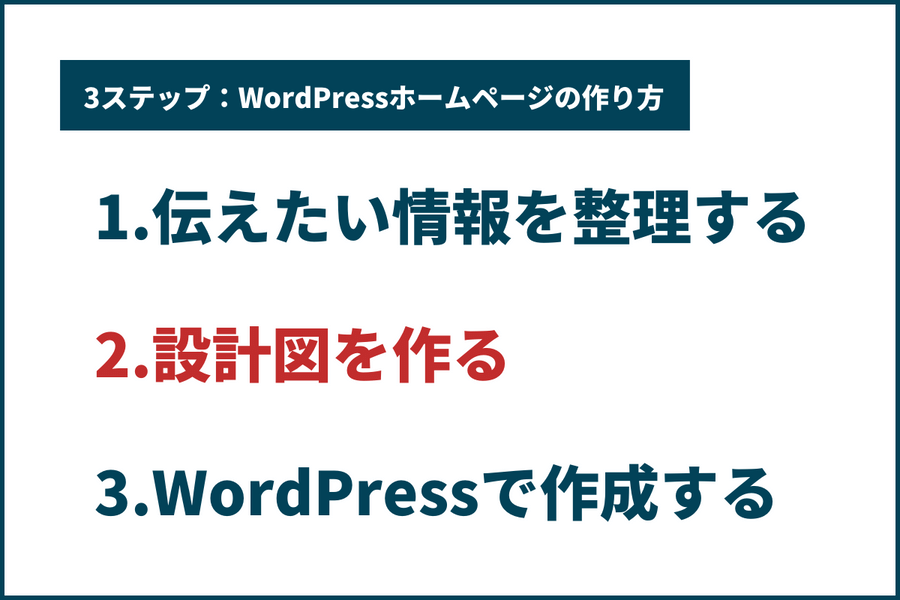 3ステップ：WordPressホームページの作り方
1.伝えたい情報を整理する
2.設計図を作る
3.WordPressで作成する